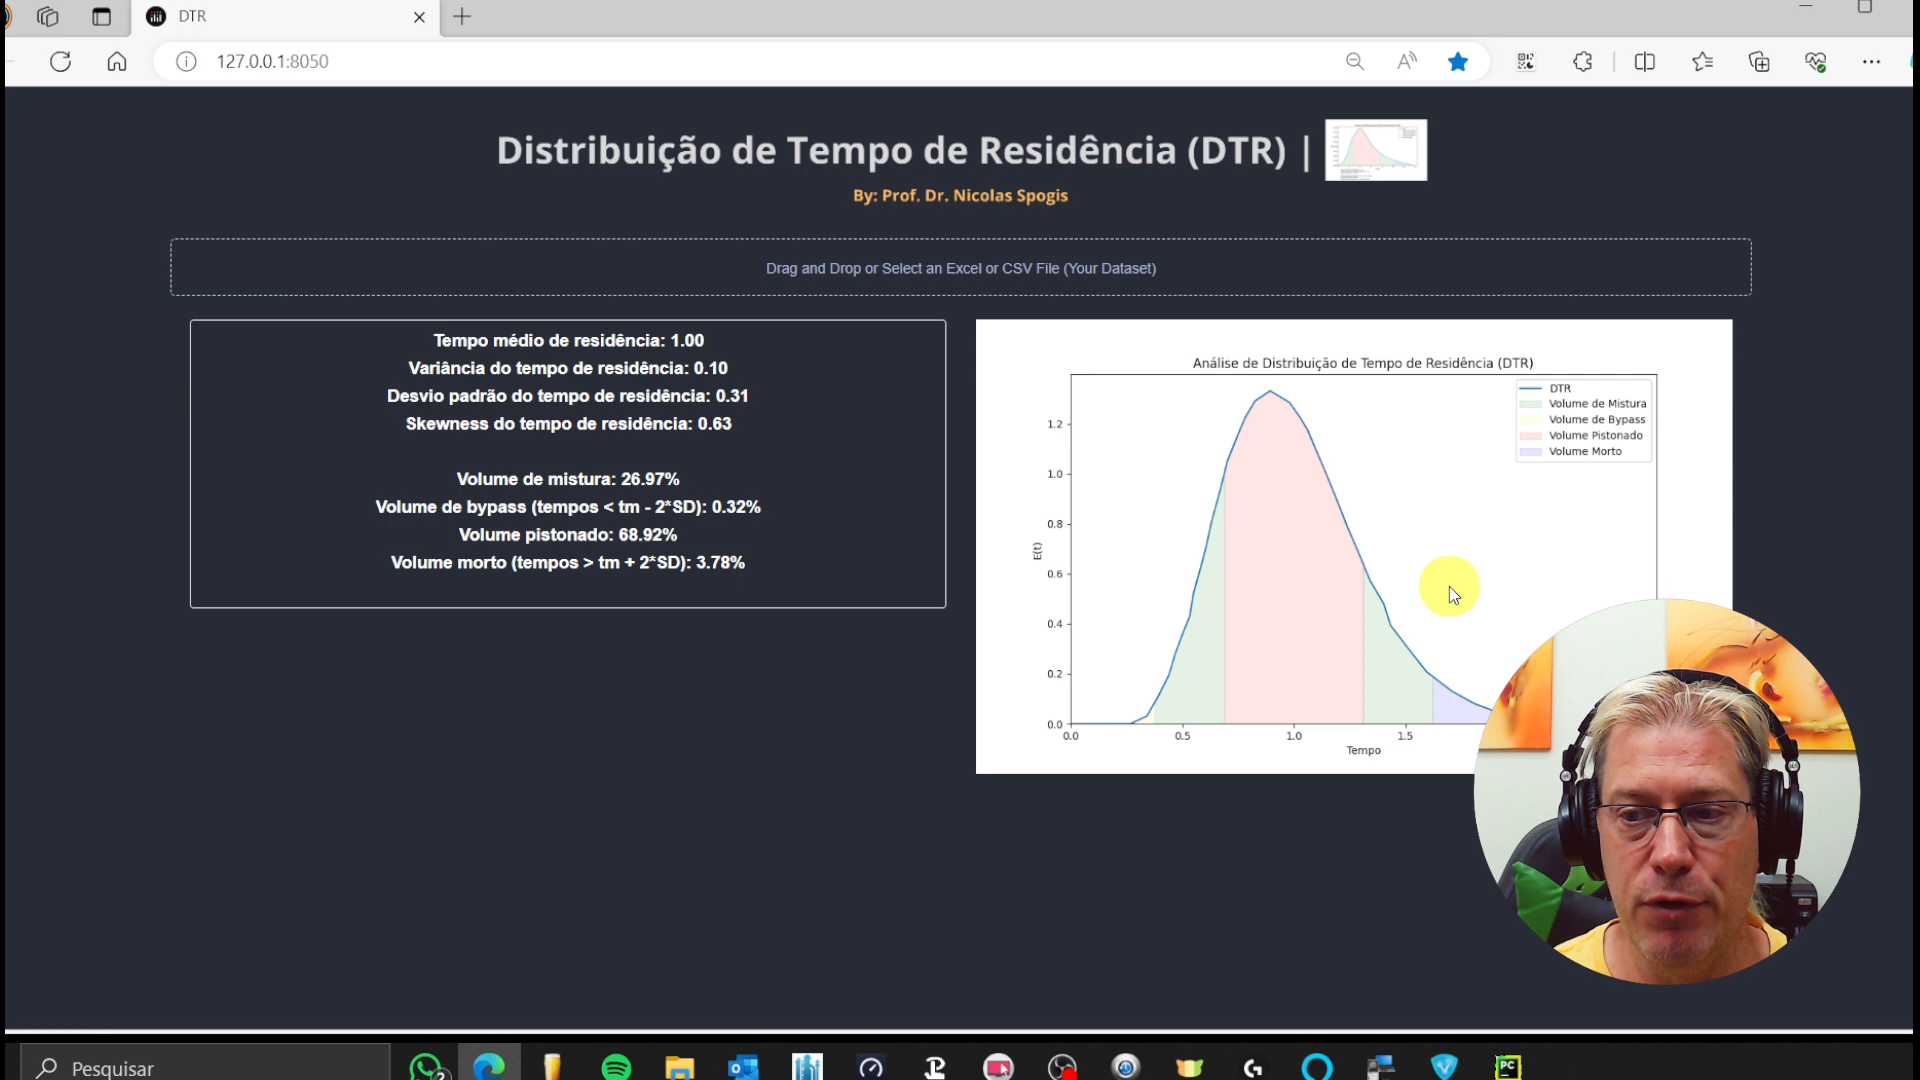 DTR
127.0.0.1:8050
Distribuição de Tempo de Residência (DTR) |
By: Prof. Dr. Nicolas Spogis
Drag and Drop or Select an Excel or CSV File (Your Dataset)
Tempo médio de residência: 1.00
Variância do tempo de residência: 0.10
Desvio padrão do tempo de residência: 0.31
Skewness do tempo de residência: 0.63
Volume de mistura: 26.97%
Volume de bypass (tempos < tm - 2*SD): 0.32%
Volume pistonado: 68.92%
Volume morto (tempos > tm + 2*SD): 3.78%
Análise de Distribuição de Tempo de Residência (DTR)
DTR
Volume de Mistura
Volume de Bypass
Volume Pistonado
Volume Morto
1.2
1.0
0.8
0.6
0.4
0.2
0.0
E(t)
0.0 0.5 1.0 1.5
Tempo
Pesquisar
2
PC